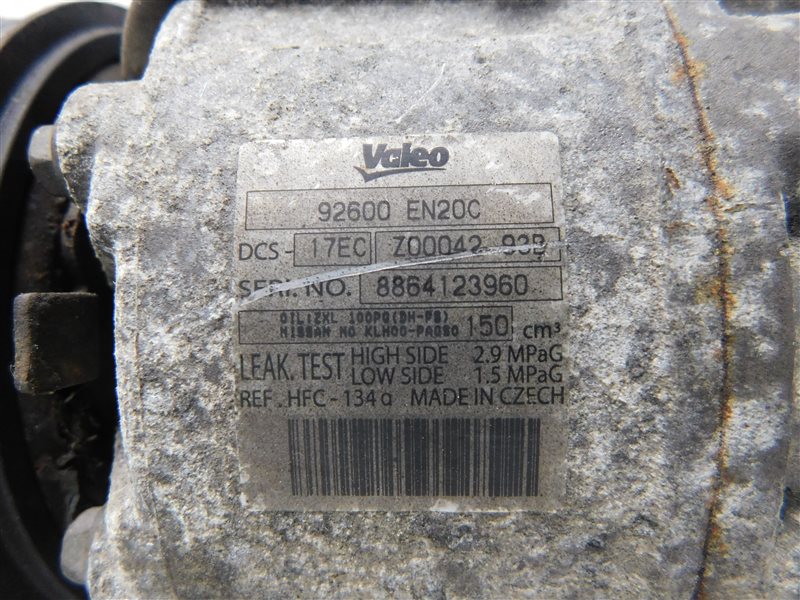 Valeo
92600 EN20C
DCS - 17EC Z00042 93B
SERI. NO. 8864123960
OIL:ZXL 100PG(DH-PS)
NISSAN NO KLH00-PAGS0 150 cm³
LEAK. TEST HIGH SIDE 2.9 MPaG
LOW SIDE 1.5 MPaG
REF. HFC - 134a MADE IN CZECH